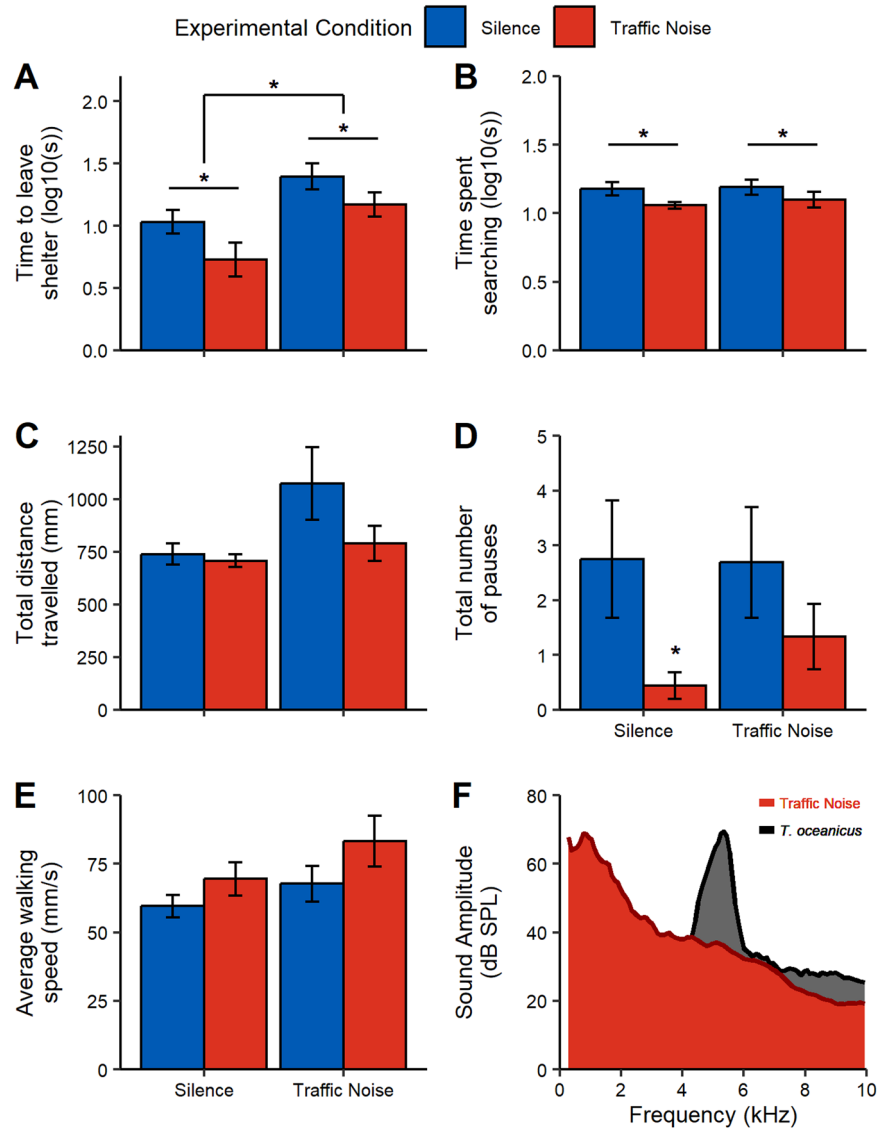 Experimental Condition Silence Traffic Noise
A
Time to leave
shelter (log10(s))
2.0
1.5
1.0
0.5
0.0
*
*
*
B
Time spent
searching (log10(s))
2.0
1.5
1.0
0.5
0.0
*
*
C
Total distance
travelled (mm)
1250
1000
750
500
250
0
D
Total number
of pauses
5
4
3
2
1
0
*
Silence Traffic Noise
E
Average walking
speed (mm/s)
100
75
50
25
0
Silence Traffic Noise
F
Sound Amplitude
(dB SPL)
80
60
40
20
0
Traffic Noise
T. oceanicus
0 2 4 6 8 10
Frequency (kHz)